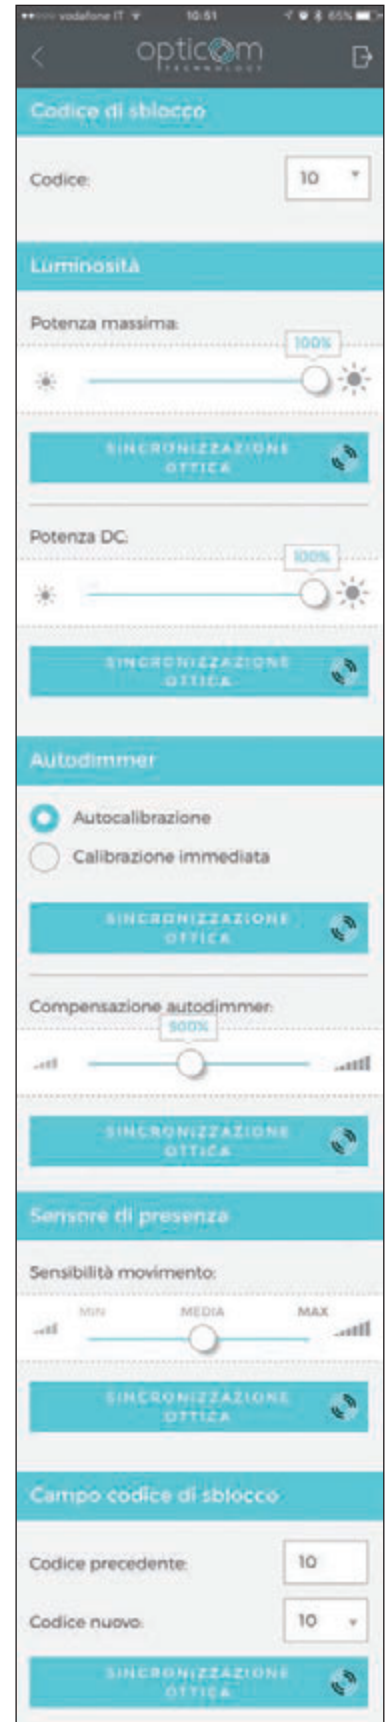 vodafone IT 10:51 65%
opticom
TECHNOLOGY
Codice di sblocco
Codice: 10
Luminosità
Potenza massima:
100%
SINCRONIZZAZIONE
OTTICA
Potenza DC:
100%
SINCRONIZZAZIONE
OTTICA
Autodimmer
Autocalibrazione
Calibrazione immediata
SINCRONIZZAZIONE
OTTICA
Compensazione autodimmer:
500%
SINCRONIZZAZIONE
OTTICA
Sensore di presenza
Sensibilità movimento:
MIN MEDIA MAX
SINCRONIZZAZIONE
OTTICA
Campo codice di sblocco
Codice precedente: 10
Codice nuovo: 10
SINCRONIZZAZIONE
OTTICA